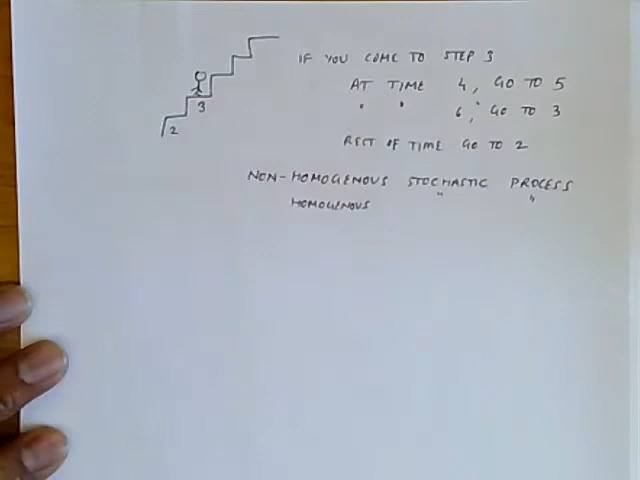 IF YOU COME TO STEP 3
AT TIME 4, GO TO 5
" " 6, GO TO 3
REST OF TIME GO TO 2
3
2
NON-HOMOGENOUS STOCHASTIC PROCESS
HOMOGENOUS " "